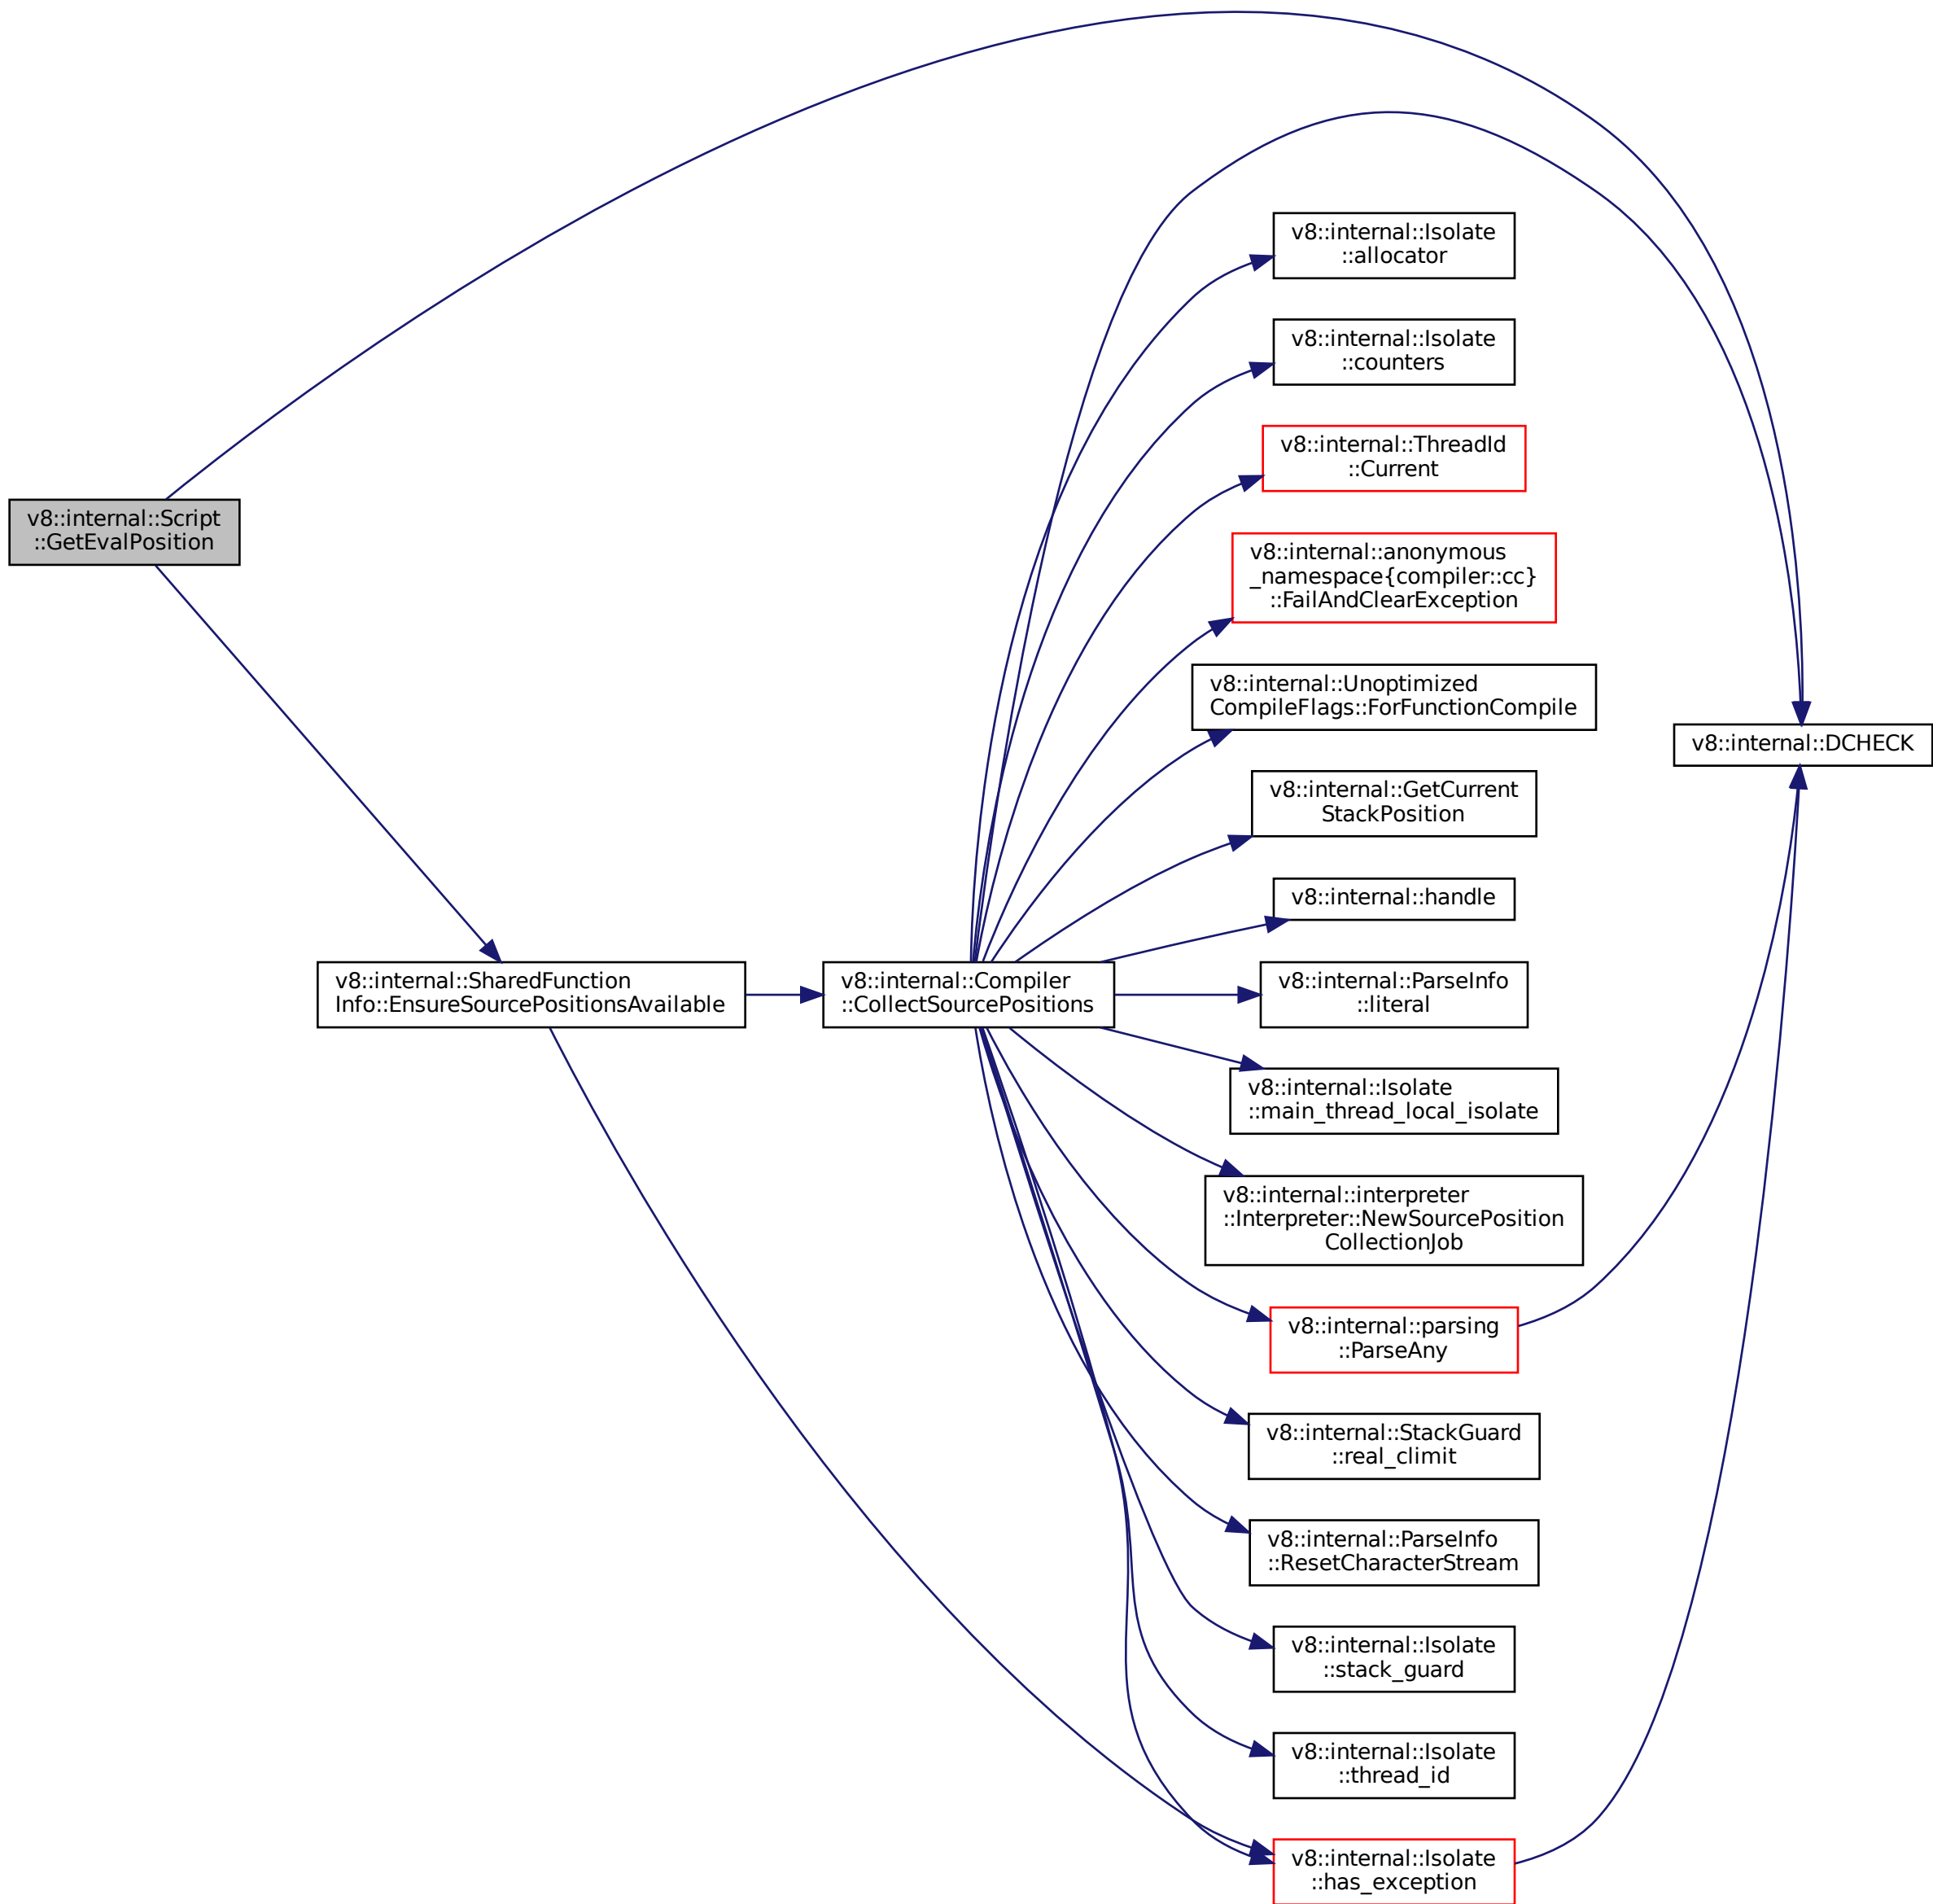 v8::internal::Script
::GetEvalPosition
v8::internal::SharedFunction
Info::EnsureSourcePositionsAvailable
v8::internal::Compiler
::CollectSourcePositions
v8::internal::Isolate
::allocator
v8::internal::Isolate
::counters
v8::internal::ThreadId
::Current
v8::internal::anonymous
_namespace{compiler::cc}
::FailAndClearException
v8::internal::Unoptimized
CompileFlags::ForFunctionCompile
v8::internal::GetCurrent
StackPosition
v8::internal::handle
v8::internal::ParseInfo
::literal
v8::internal::Isolate
::main_thread_local_isolate
v8::internal::interpreter
::Interpreter::NewSourcePosition
CollectionJob
v8::internal::parsing
::ParseAny
v8::internal::StackGuard
::real_climit
v8::internal::ParseInfo
::ResetCharacterStream
v8::internal::Isolate
::stack_guard
v8::internal::Isolate
::thread_id
v8::internal::Isolate
::has_exception
v8::internal::DCHECK